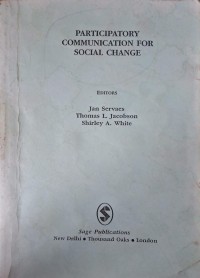 PARTICIPATORY
COMMUNICATION FOR
SOCIAL CHANGE
EDITORS
Jan Servaes
Thomas L. Jacobson
Shirley A. White
S
Sage Publications
New Delhi • Thousand Oaks • London